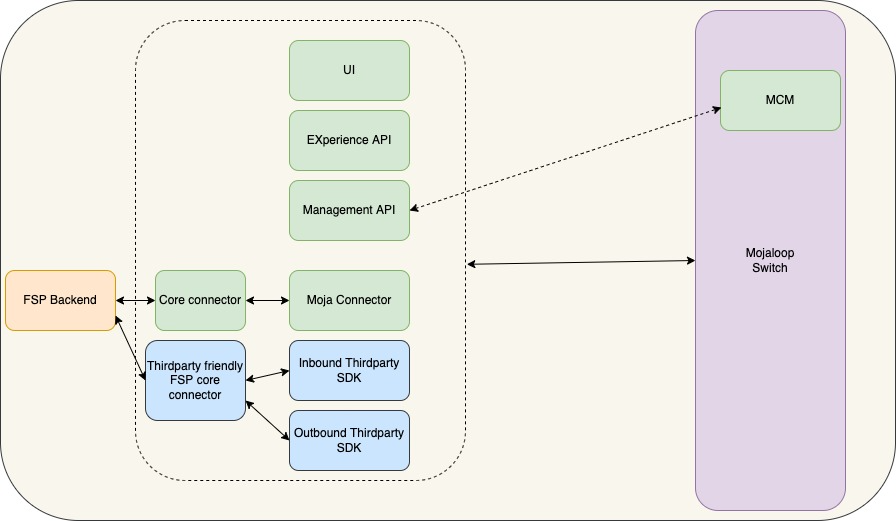 UI
EXperience API
MCM
Management API
Mojaloop
Switch
FSP Backend
Core connector
Moja Connector
Thirdparty friendly
FSP core
connector
Inbound Thirdparty
SDK
Outbound Thirdparty
SDK